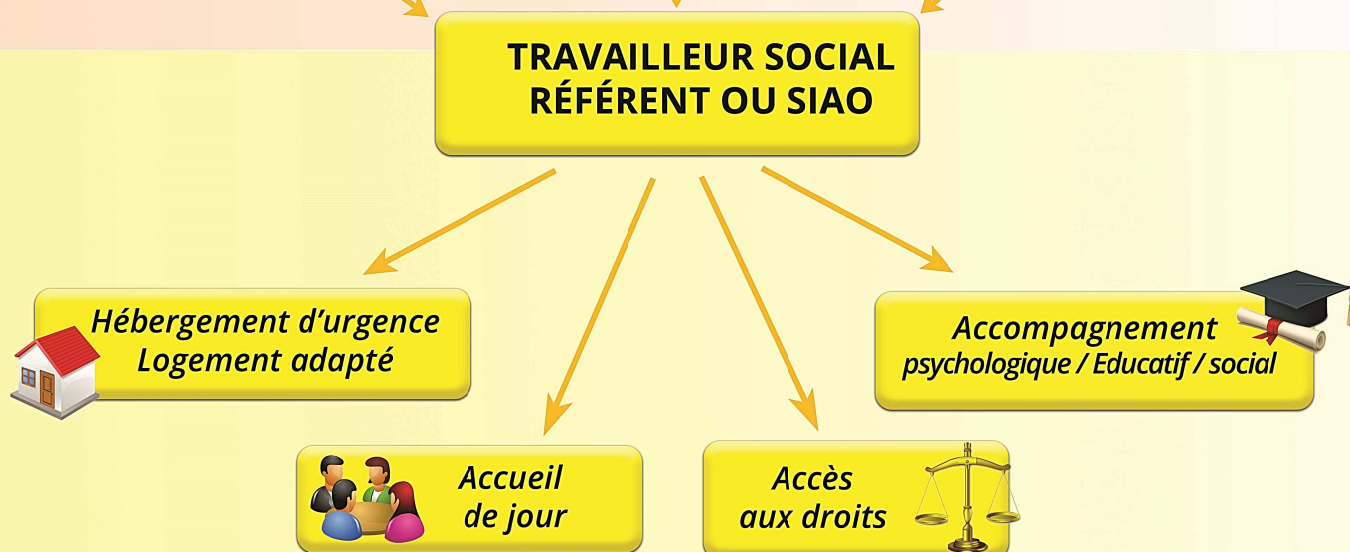 TRAVAILLEUR SOCIAL
RÉFÉRENT OU SIAO
Hébergement d’urgence
Logement adapté
Accompagnement
psychologique / Educatif / social
Accueil
de jour
Accès
aux droits